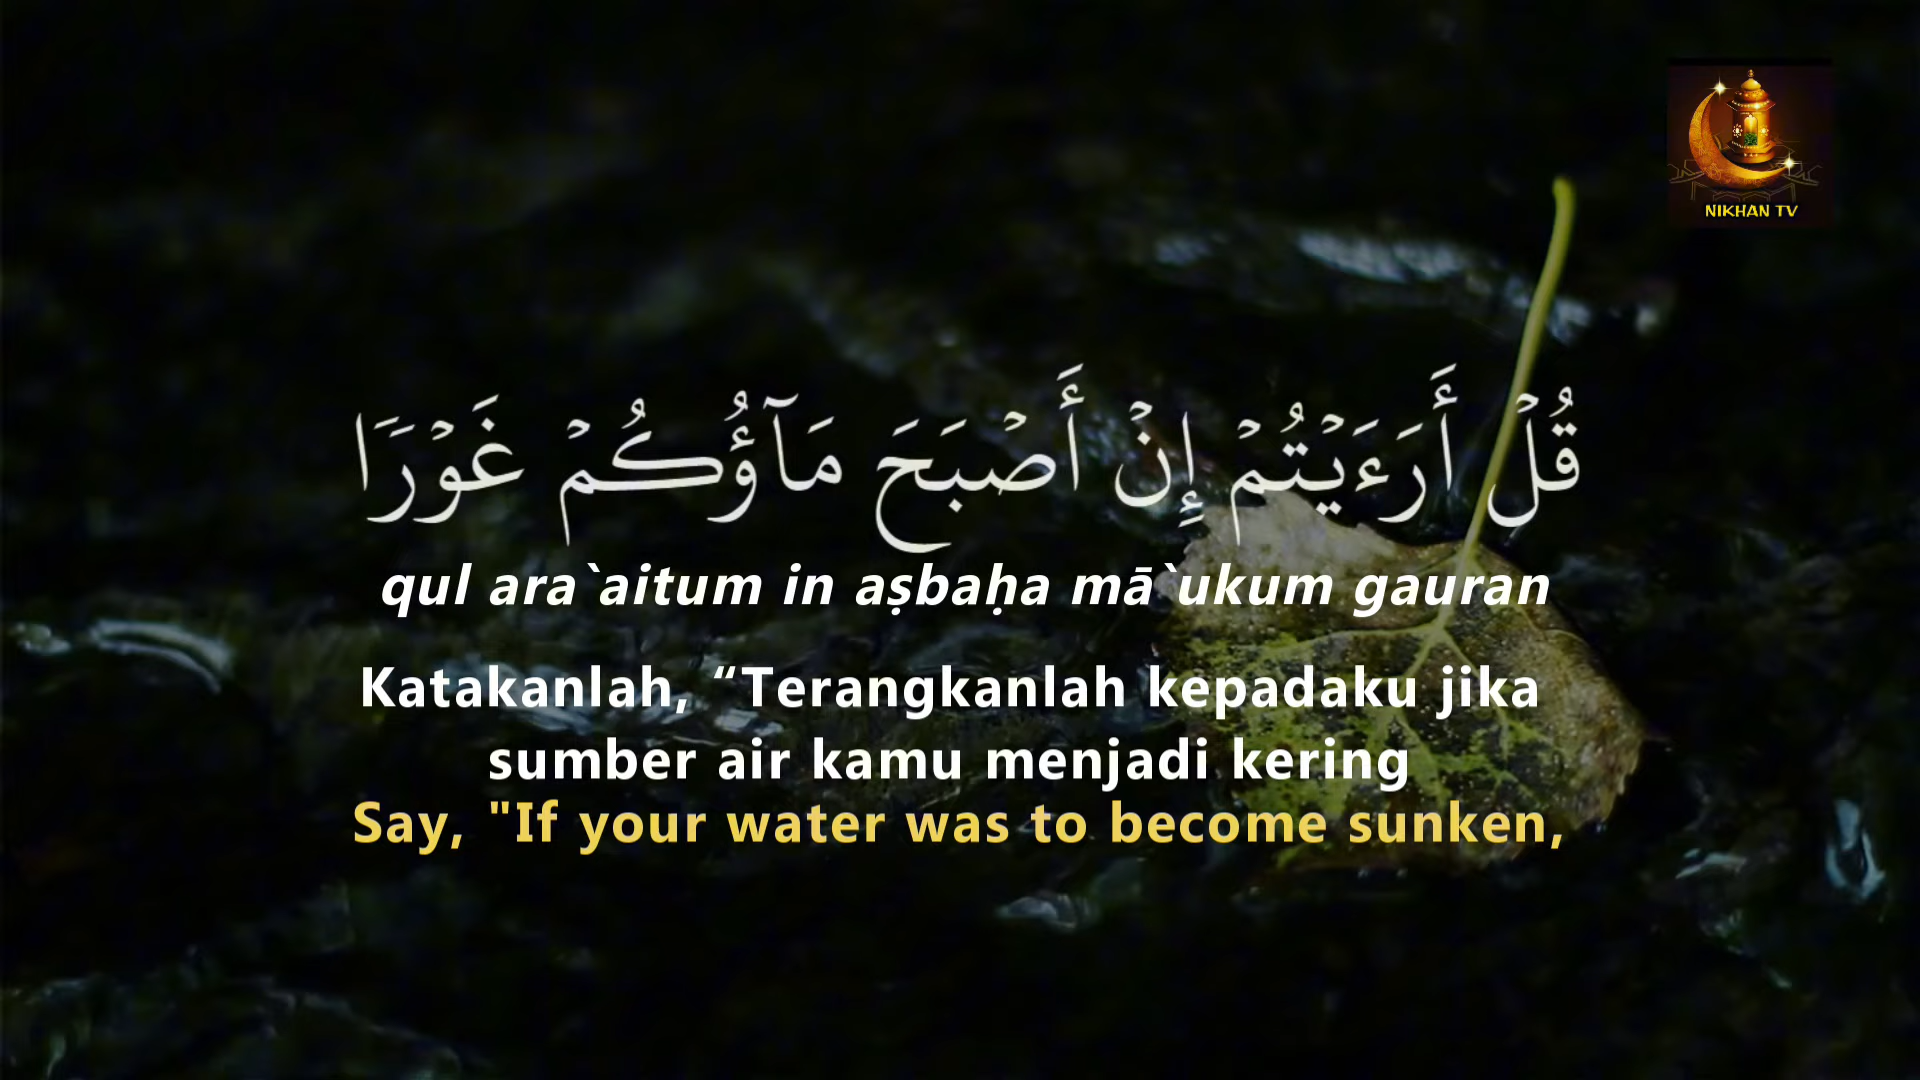 NIKHAN TV
قُلْ أَرَءَيْتُمْ إِنْ أَصْبَحَ مَآؤُكُمْ غَوْرًا
qul ara`aitum in aṣbaḥa mā`ukum gauran
Katakanlah, “Terangkanlah kepadaku jika
sumber air kamu menjadi kering
Say, "If your water was to become sunken,